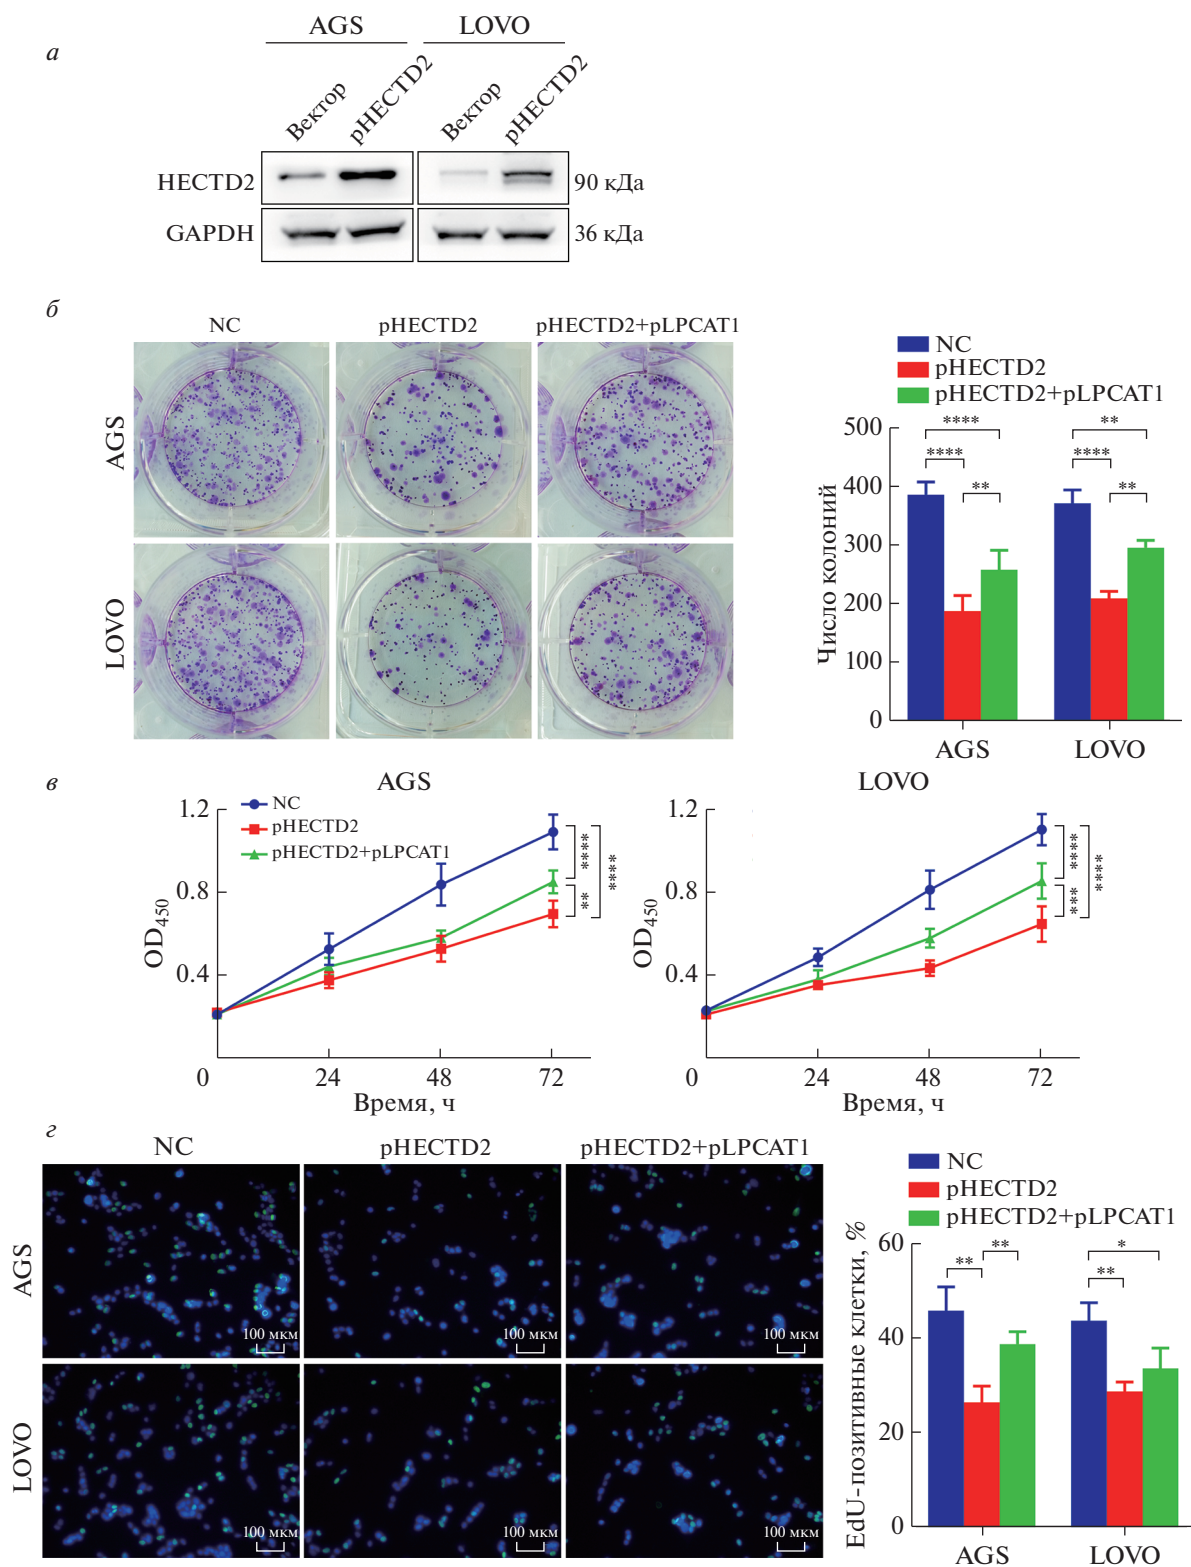 а
AGS LOVO
Вектор pHECTD2 Вектор pHECTD2
HECTD2 90 кДа
GAPDH 36 кДа
б
NC pHECTD2 pHECTD2+pLPCAT1
AGS
LOVO
NC
pHECTD2
pHECTD2+pLPCAT1
Число колоний
500
400
300
200
100
0
**** **
**** ****
** **
AGS LOVO
в
AGS
NC
pHECTD2
pHECTD2+pLPCAT1
OD450
1.2
0.8
0.4
0 24 48 72
Время, ч
****
**
****
LOVO
OD450
1.2
0.8
0.4
0 24 48 72
Время, ч
****
***
****
г
NC pHECTD2 pHECTD2+pLPCAT1
AGS
100 мкм 100 мкм 100 мкм
LOVO
100 мкм 100 мкм 100 мкм
NC
pHECTD2
pHECTD2+pLPCAT1
EdU-позитивные клетки, %
60
40
20
0
** ** *
**
AGS LOVO